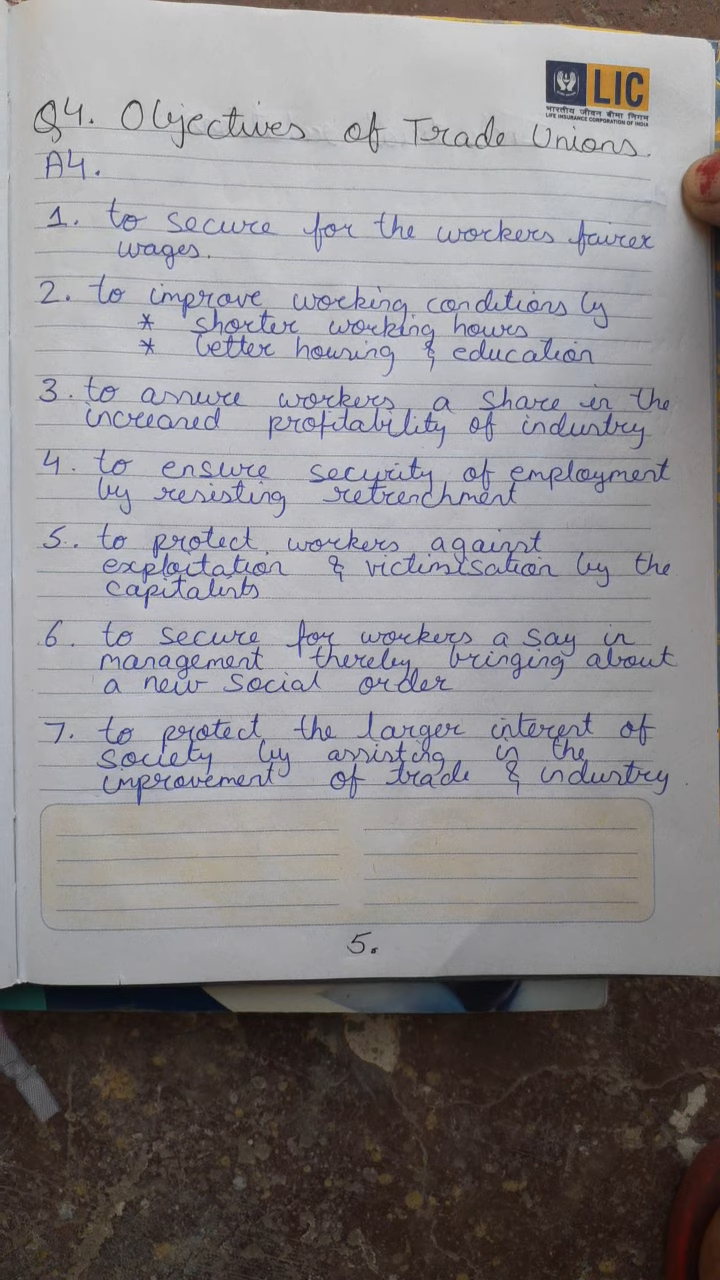 LIC
भारतीय जीवन बीमा निगम
LIFE INSURANCE CORPORATION OF INDIA
Q4. Objectives of Trade Unions.
A4.
1. to secure for the workers fairer
wages.
2. to improve working conditions by
* shorter working hours
* better housing & education
3. to assure workers a share in the
increased profitability of industry
4. to ensure security of employment
by resisting retrenchment
5. to protect workers against
exploitation & victimisation by the
capitalists
6. to secure for workers a say in
management thereby bringing about
a new social order
7. to protect the larger interest of
society by assisting in the
improvement of trade & industry
5.